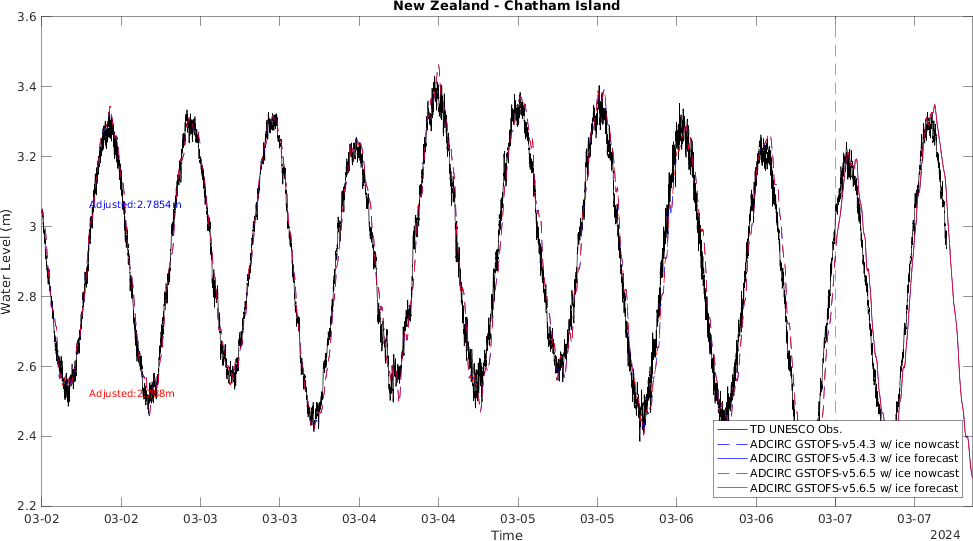 New Zealand - Chatham Island
Water Level (m)
3.6
3.4
3.2
3
2.8
2.6
2.4
2.2
Adjusted:2.7854m
TD UNESCO Obs.
ADCIRC GSTOFS-v5.4.3 w/ ice nowcast
ADCIRC GSTOFS-v5.4.3 w/ ice forecast
ADCIRC GSTOFS-v5.6.5 w/ ice nowcast
ADCIRC GSTOFS-v5.6.5 w/ ice forecast
03-02 03-02 03-03 03-03 03-04 03-04 03-05 03-05 03-06 03-06 03-07 03-07
Time
2024